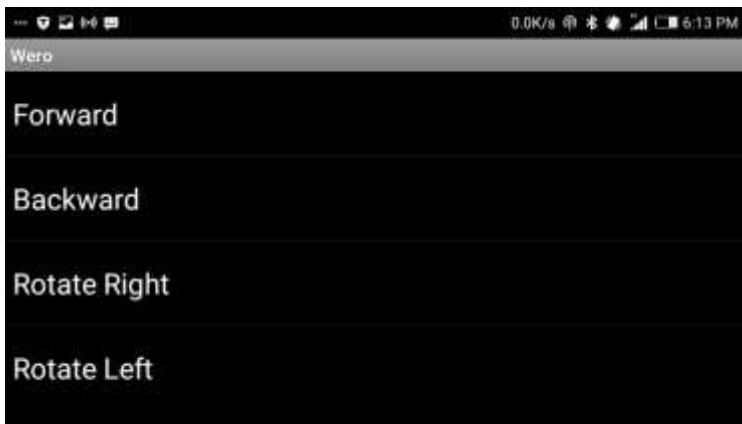 0.0K/s 6:13 PM
Wero
Forward
Backward
Rotate Right
Rotate Left